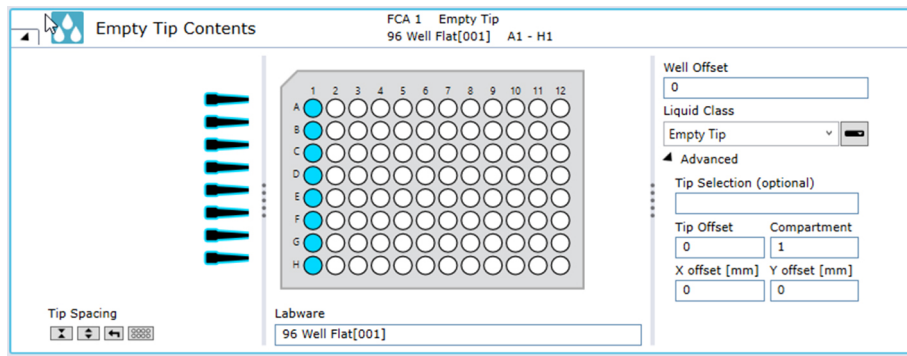 Empty Tip Contents
FCA 1 Empty Tip
96 Well Flat[001] A1 - H1
1 2 3 4 5 6 7 8 9 10 11 12
A
B
C
D
E
F
G
H
Tip Spacing
Labware
96 Well Flat[001]
Well Offset
0
Liquid Class
Empty Tip
Advanced
Tip Selection (optional)
Tip Offset Compartment
0 1
X offset [mm] Y offset [mm]
0 0